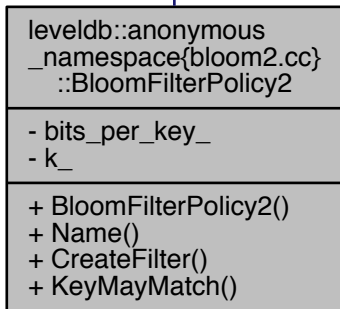 leveldb::anonymous
_namespace{bloom2.cc}
::BloomFilterPolicy2
- bits_per_key_
- k_
+ BloomFilterPolicy2()
+ Name()
+ CreateFilter()
+ KeyMayMatch()